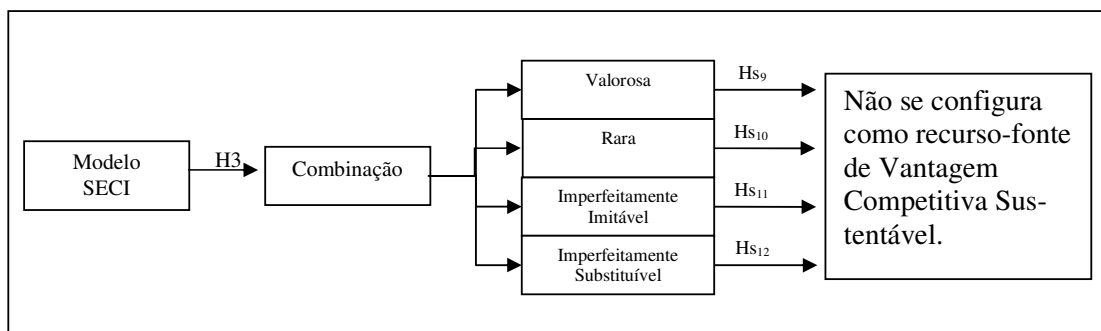 Modelo
SECI
H3
Combinação
Valorosa
Rara
Imperfeitamente
Imitável
Imperfeitamente
Substituível
Hs9
Hs10
Hs11
Hs12
Não se configura
como recurso-fonte
de Vantagem
Competitiva Sus-
tentável.